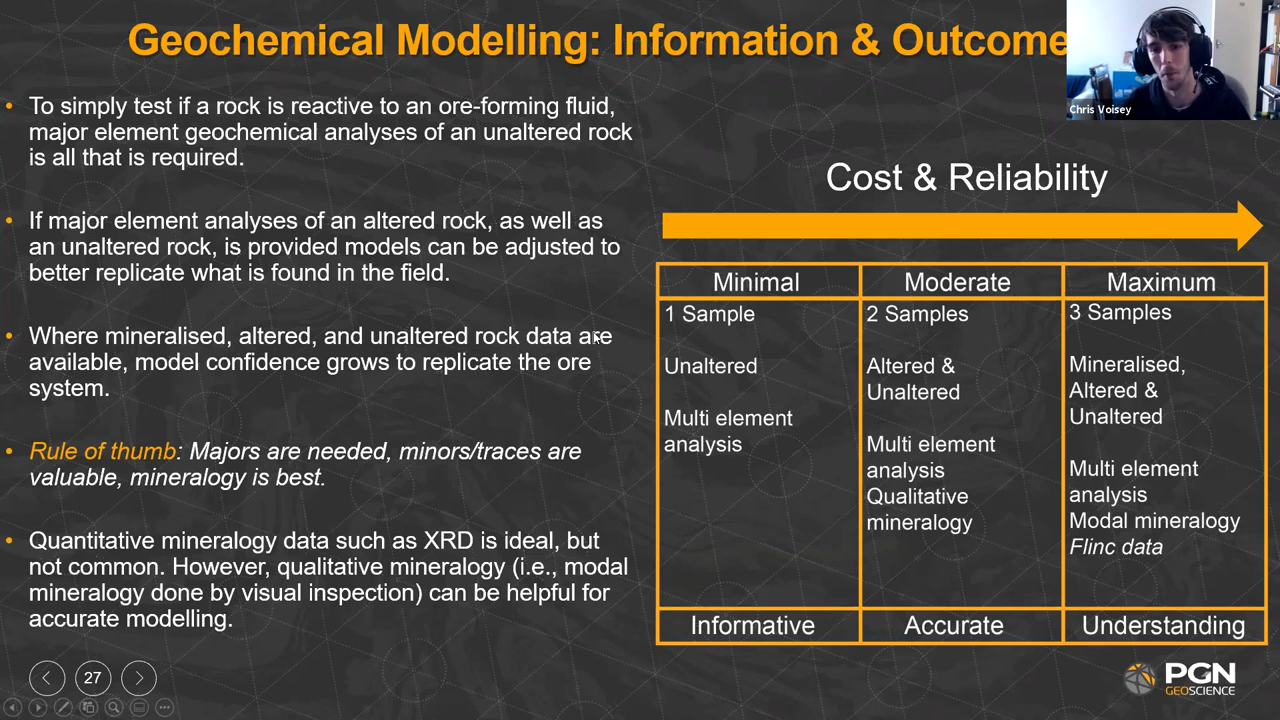 Geochemical Modelling: Information & Outcome
Chris Voisey
• To simply test if a rock is reactive to an ore-forming fluid,
major element geochemical analyses of an unaltered rock
is all that is required.
• If major element analyses of an altered rock, as well as
an unaltered rock, is provided models can be adjusted to
better replicate what is found in the field.
• Where mineralised, altered, and unaltered rock data are
available, model confidence grows to replicate the ore
system.
• Rule of thumb: Majors are needed, minors/traces are
valuable, mineralogy is best.
• Quantitative mineralogy data such as XRD is ideal, but
not common. However, qualitative mineralogy (i.e., modal
mineralogy done by visual inspection) can be helpful for
accurate modelling.
Cost & Reliability
Minimal
1 Sample
Unaltered
Multi element
analysis
Informative
Moderate
2 Samples
Altered &
Unaltered
Multi element
analysis
Qualitative
mineralogy
Accurate
Maximum
3 Samples
Mineralised,
Altered &
Unaltered
Multi element
analysis
Modal mineralogy
Flinc data
Understanding
27
PGN
GEOSCIENCE